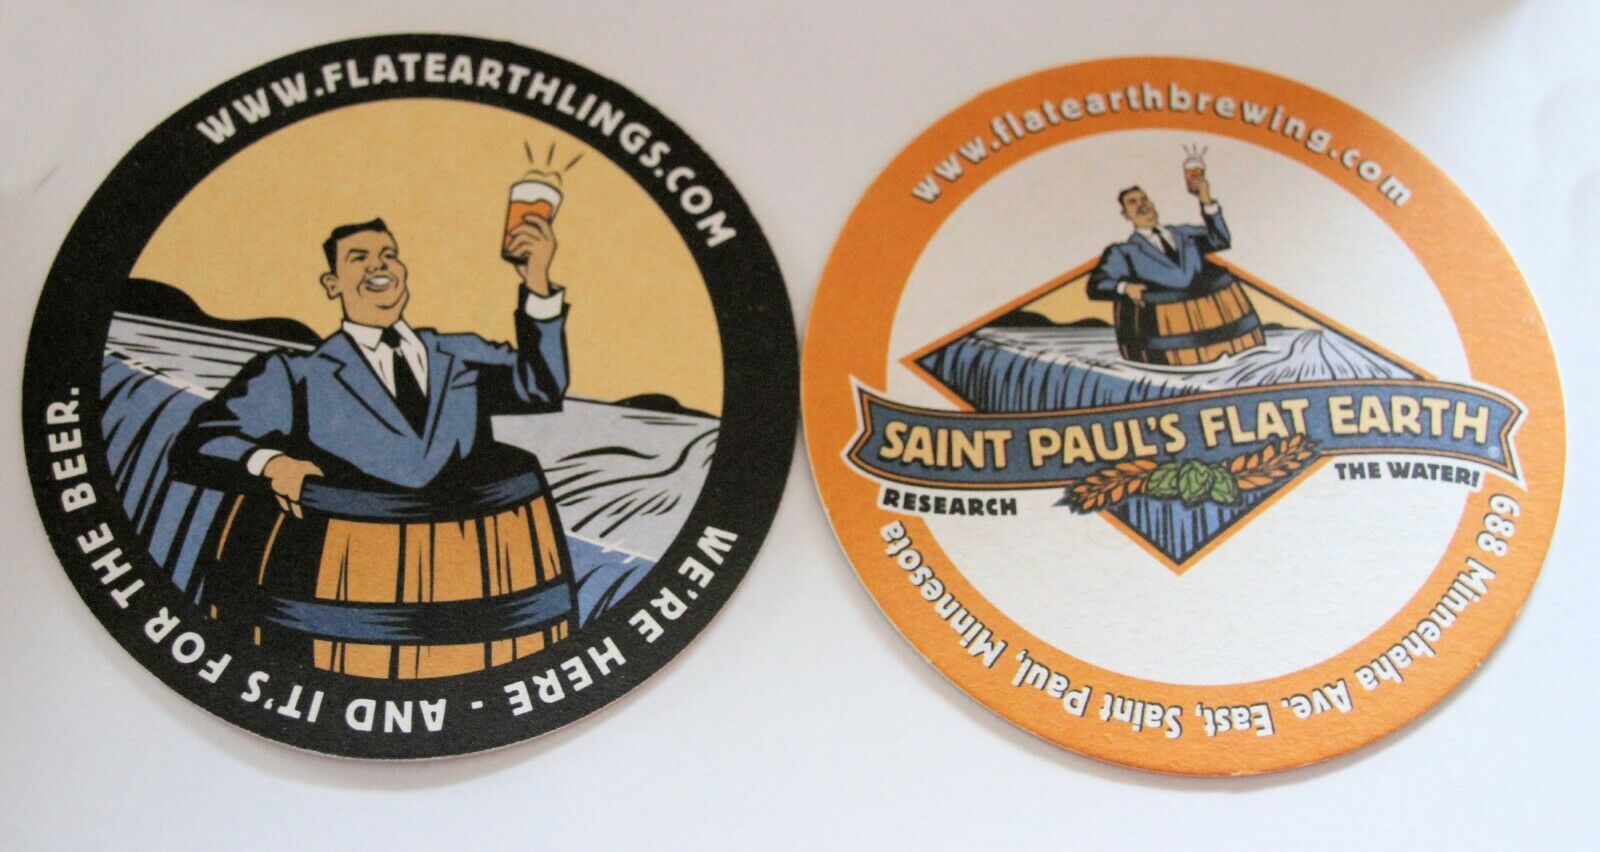 WWW.FLATEARTHLINGS.COM
WE'RE HERE - AND IT'S FOR THE BEER.
www.flatearthbrewing.com
SAINT PAUL'S FLAT EARTH®
RESEARCH THE WATER!
688 Minnehaha Ave. East, Saint Paul, Minnesota